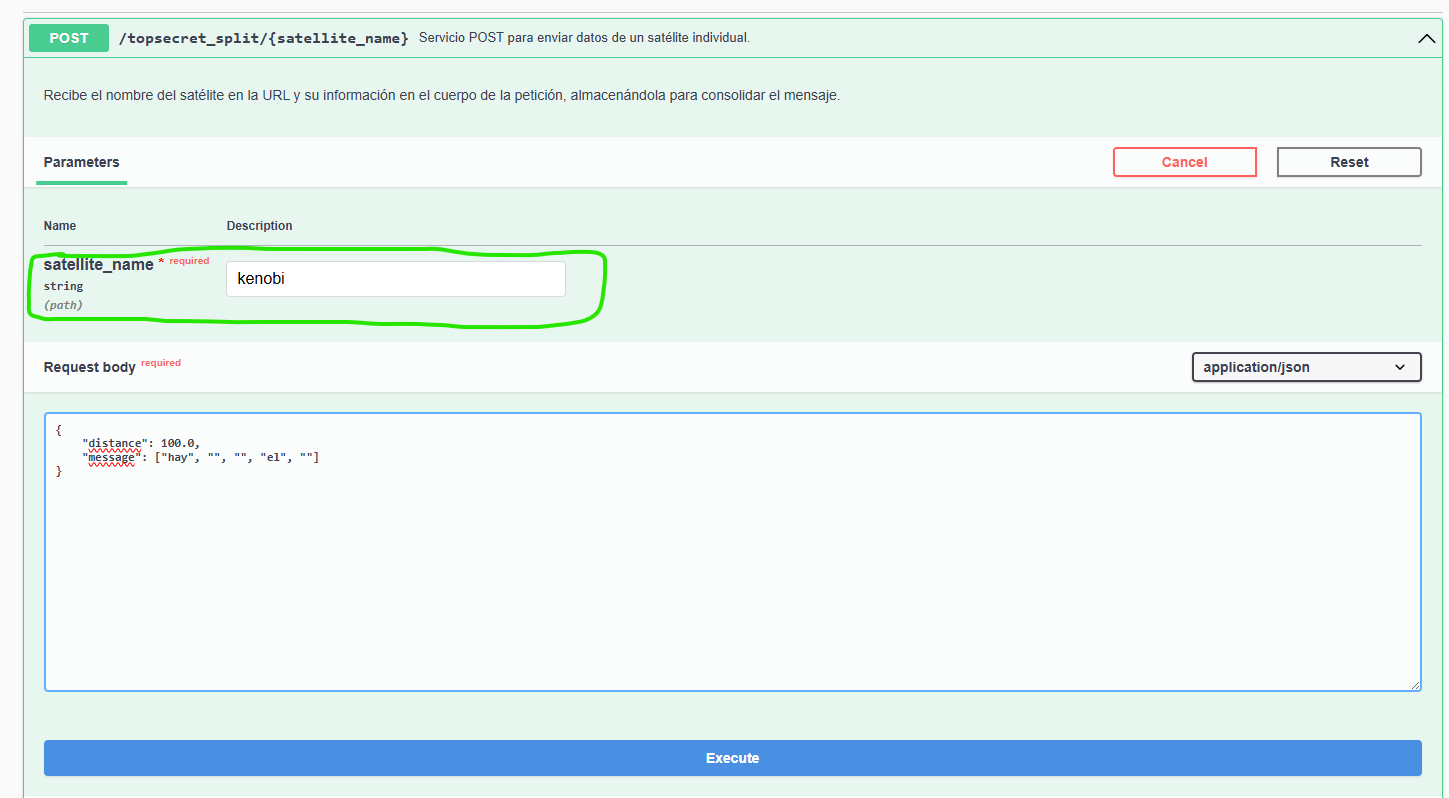 POST /topsecret_split/{satellite_name} Servicio POST para enviar datos de un satélite individual.
Recibe el nombre del satélite en la URL y su información en el cuerpo de la petición, almacenándola para consolidar el mensaje.
Parameters Cancel Reset
Name Description
satellite_name * required
string
(path)
kenobi
Request body required application/json
{
    "distance": 100.0,
    "message": ["hay", "", "", "el", ""]
}
Execute